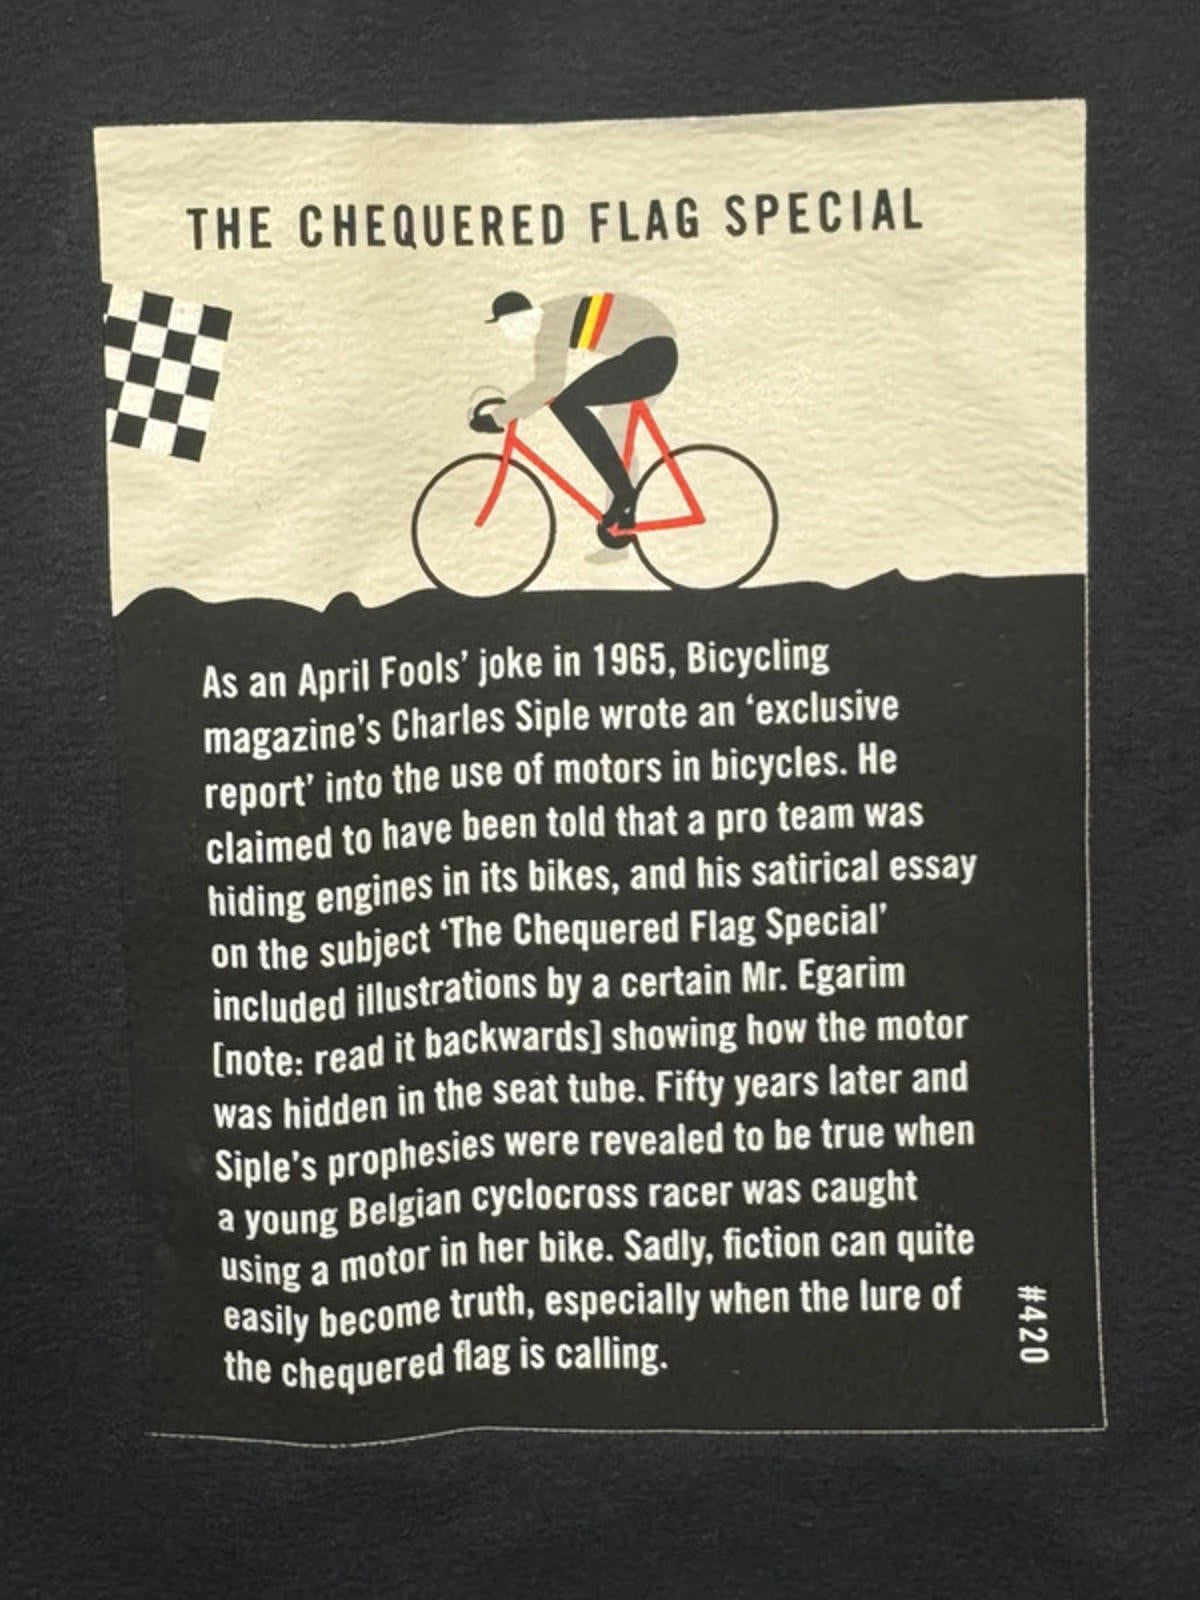 THE CHEQUERED FLAG SPECIAL
As an April Fools’ joke in 1965, Bicycling
magazine’s Charles Siple wrote an ‘exclusive
report’ into the use of motors in bicycles. He
claimed to have been told that a pro team was
hiding engines in its bikes, and his satirical essay
on the subject ‘The Chequered Flag Special’
included illustrations by a certain Mr. Egarim
[note: read it backwards] showing how the motor
was hidden in the seat tube. Fifty years later and
Siple’s prophesies were revealed to be true when
a young Belgian cyclocross racer was caught
using a motor in her bike. Sadly, fiction can quite
easily become truth, especially when the lure of
the chequered flag is calling.
#420